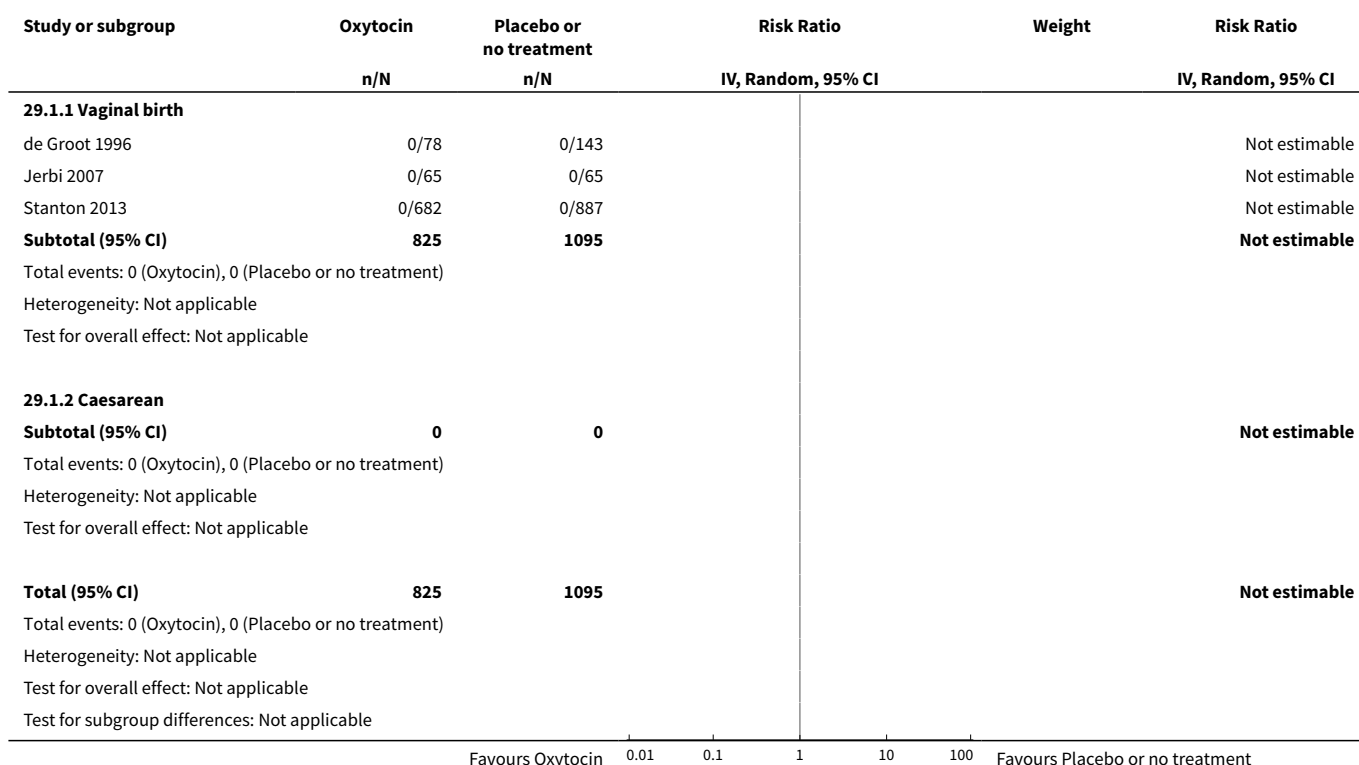 Study or subgroup Oxytocin Placebo or no treatment Risk Ratio Weight Risk Ratio
n/N n/N IV, Random, 95% CI IV, Random, 95% CI
29.1.1 Vaginal birth
de Groot 1996 0/78 0/143 Not estimable
Jerbi 2007 0/65 0/65 Not estimable
Stanton 2013 0/682 0/887 Not estimable
Subtotal (95% CI) 825 1095 Not estimable
Total events: 0 (Oxytocin), 0 (Placebo or no treatment)
Heterogeneity: Not applicable
Test for overall effect: Not applicable
29.1.2 Caesarean
Subtotal (95% CI) 0 0 Not estimable
Total events: 0 (Oxytocin), 0 (Placebo or no treatment)
Heterogeneity: Not applicable
Test for overall effect: Not applicable
Total (95% CI) 825 1095 Not estimable
Total events: 0 (Oxytocin), 0 (Placebo or no treatment)
Heterogeneity: Not applicable
Test for overall effect: Not applicable
Test for subgroup differences: Not applicable
Favours Oxytocin 0.01 0.1 1 10 100 Favours Placebo or no treatment